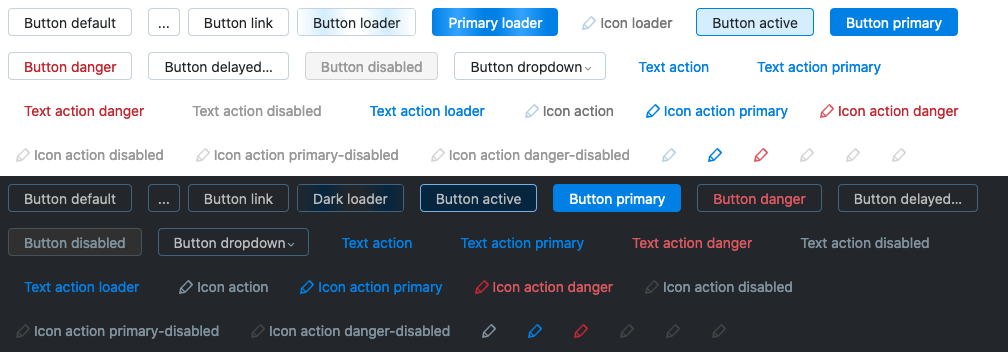 Button default ... Button link Button loader Primary loader Icon loader Button active Button primary
Button danger Button delayed... Button disabled Button dropdown Text action Text action primary
Text action danger Text action disabled Text action loader Icon action Icon action primary Icon action danger
Icon action disabled Icon action primary-disabled Icon action danger-disabled
Button default ... Button link Dark loader Button active Button primary Button danger Button delayed...
Button disabled Button dropdown Text action Text action primary Text action danger Text action disabled
Text action loader Icon action Icon action primary Icon action danger Icon action disabled
Icon action primary-disabled Icon action danger-disabled